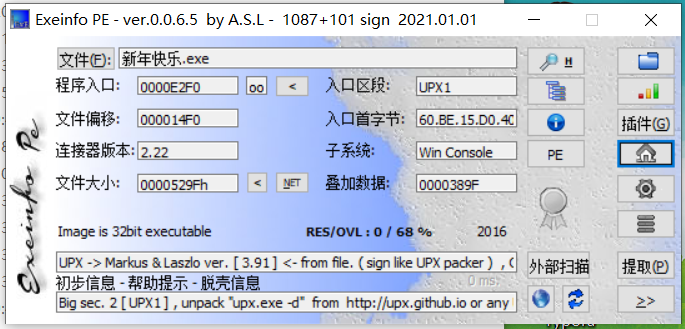 Exeinfo PE - ver.0.0.6.5 by A.S.L - 1087+101 sign 2021.01.01
文件(F): 新年快乐.exe H
程序入口: 0000E2F0 oo < 入口区段: UPX1
文件偏移: 000014F0 入口首字节: 60.BE.15.D0.40 插件(G)
连接器版本: 2.22 子系统: Win Console PE
文件大小: 0000529Fh < NET 叠加数据: 0000389F
Exeinfo Pe
Image is 32bit executable RES/OVL : 0 / 68 % 2016
UPX -> Markus & Laszlo ver. [ 3.91 ] <- from file. ( sign like UPX packer ) , 外部扫描 提取(P)
初步信息 - 帮助提示 - 脱壳信息 0 ms.
Big sec. 2 [ UPX1 ] , unpack "upx.exe -d" from http://upx.github.io or any >>